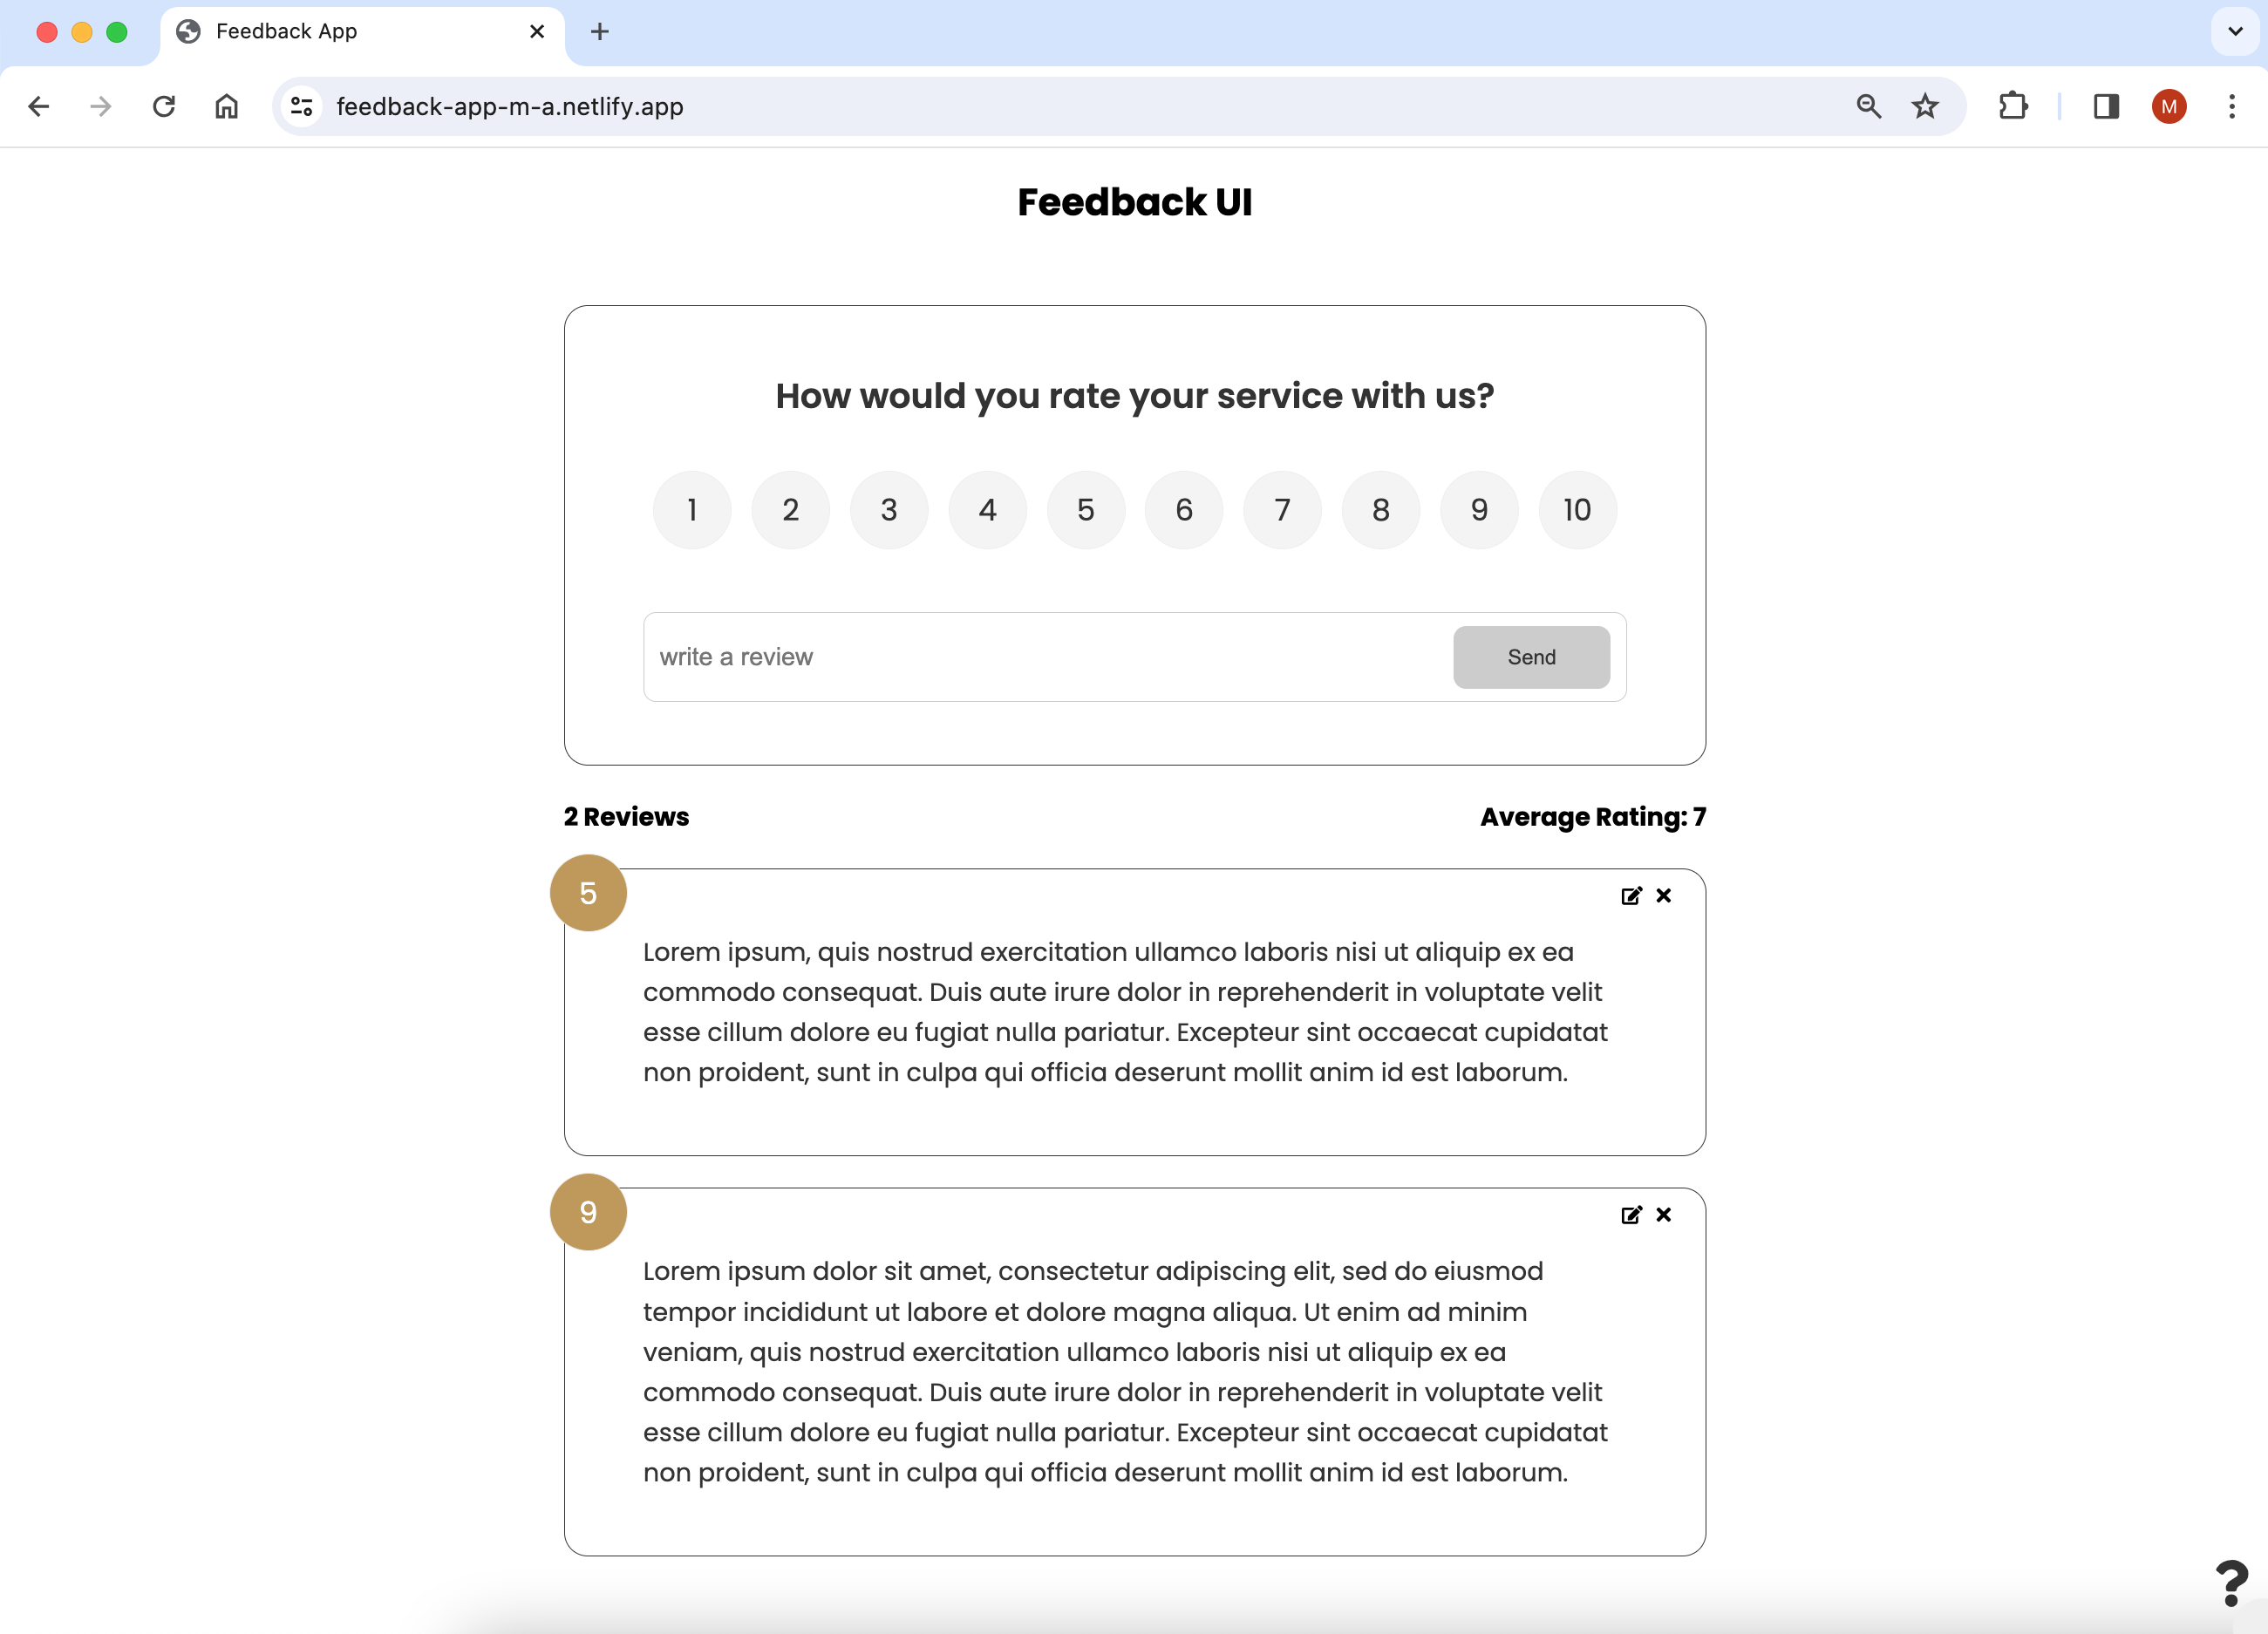 Feedback App
feedback-app-m-a.netlify.app
M
Feedback UI
How would you rate your service with us?
1 2 3 4 5 6 7 8 9 10
write a review
Send
2 Reviews
Average Rating: 7
5
Lorem ipsum, quis nostrud exercitation ullamco laboris nisi ut aliquip ex ea
commodo consequat. Duis aute irure dolor in reprehenderit in voluptate velit
esse cillum dolore eu fugiat nulla pariatur. Excepteur sint occaecat cupidatat
non proident, sunt in culpa qui officia deserunt mollit anim id est laborum.
9
Lorem ipsum dolor sit amet, consectetur adipiscing elit, sed do eiusmod
tempor incididunt ut labore et dolore magna aliqua. Ut enim ad minim
veniam, quis nostrud exercitation ullamco laboris nisi ut aliquip ex ea
commodo consequat. Duis aute irure dolor in reprehenderit in voluptate velit
esse cillum dolore eu fugiat nulla pariatur. Excepteur sint occaecat cupidatat
non proident, sunt in culpa qui officia deserunt mollit anim id est laborum.
?